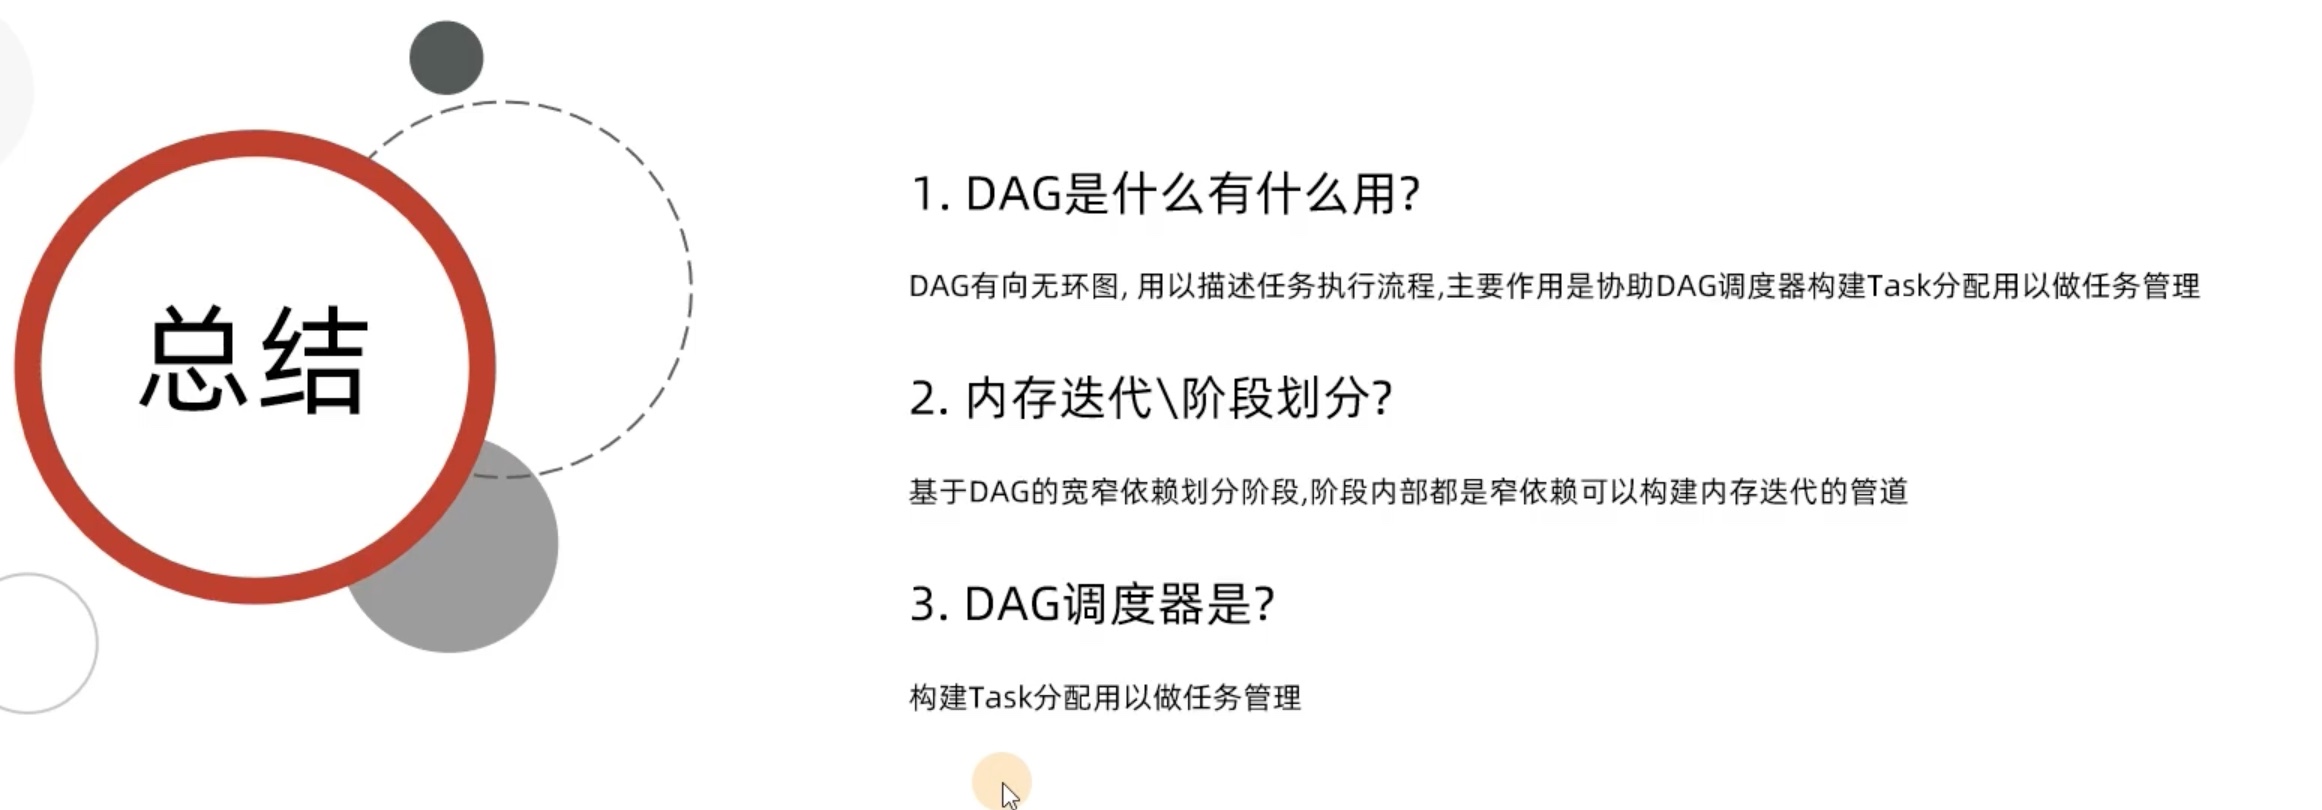 总结
1. DAG是什么有什么用?
DAG有向无环图, 用以描述任务执行流程,主要作用是协助DAG调度器构建Task分配用以做任务管理
2. 内存迭代\阶段划分?
基于DAG的宽窄依赖划分阶段,阶段内部都是窄依赖可以构建内存迭代的管道
3. DAG调度器是?
构建Task分配用以做任务管理